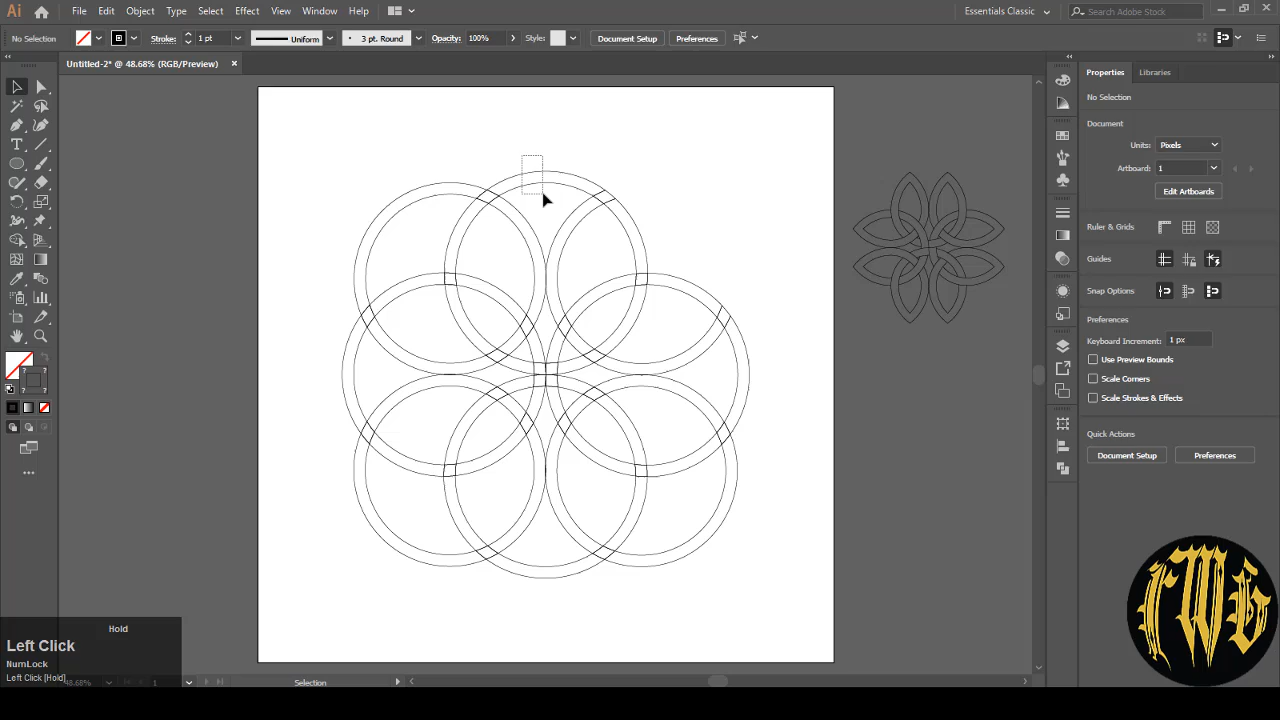 Ai File Edit Object Type Select Effect View Window Help Essentials Classic Search Adobe Stock
No Selection Stroke: 1 pt Uniform 3 pt. Round Opacity: 100% Style: Document Setup Preferences
Untitled-2* @ 48.68% (RGB/Preview)
Properties Libraries
No Selection
Document
Units: Pixels
Artboard: 1
Edit Artboards
Ruler & Grids
Guides
Snap Options
Preferences
Keyboard Increment: 1 px
Use Preview Bounds
Scale Corners
Scale Strokes & Effects
Quick Actions
Document Setup Preferences
Hold
Left Click
NumLock
Left Click [Hold]
48.68% 1 Selection